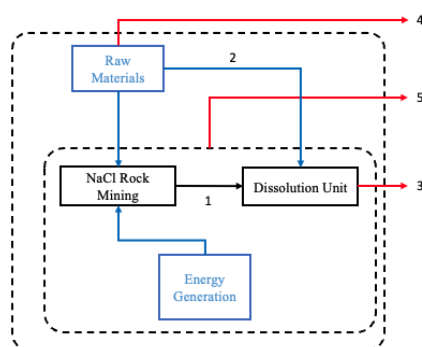 4
Raw
Materials
2
5
NaCl Rock
Mining
1
Dissolution Unit
3
Energy
Generation